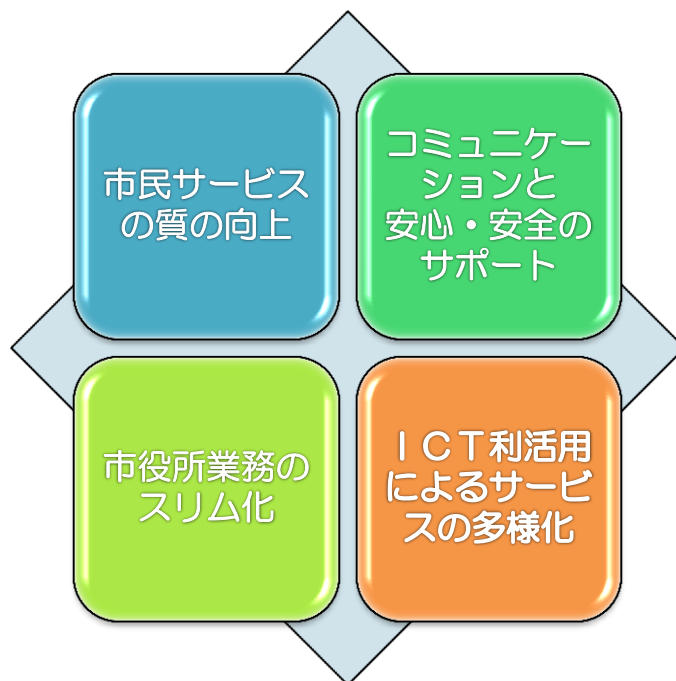 市民サービス
の質の向上
コミュニケー
ションと
安心・安全の
サポート
市役所業務の
スリム化
ＩＣＴ利活用
によるサービ
スの多様化